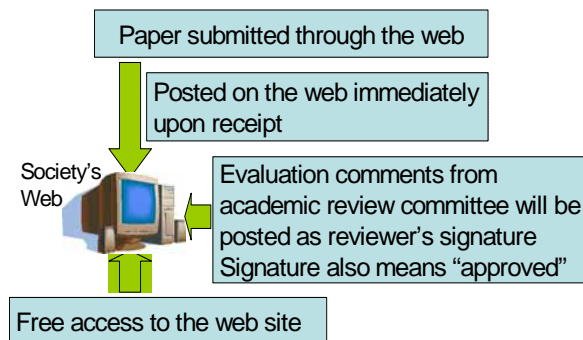 Paper submitted through the web
Posted on the web immediately
upon receipt
Society's
Web
Evaluation comments from
academic review committee will be
posted as reviewer's signature
Signature also means "approved"
Free access to the web site